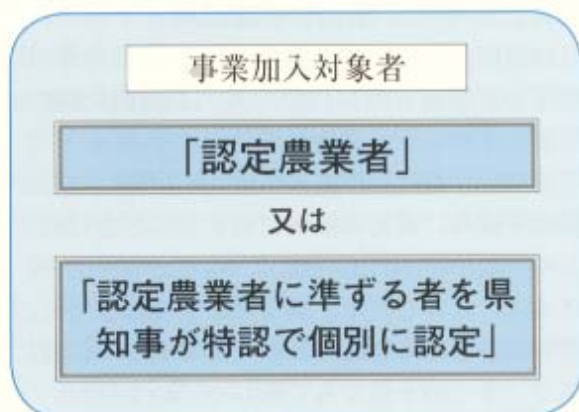 事業加入対象者
「認定農業者」
又は
「認定農業者に準ずる者を県
知事が特認で個別に認定」